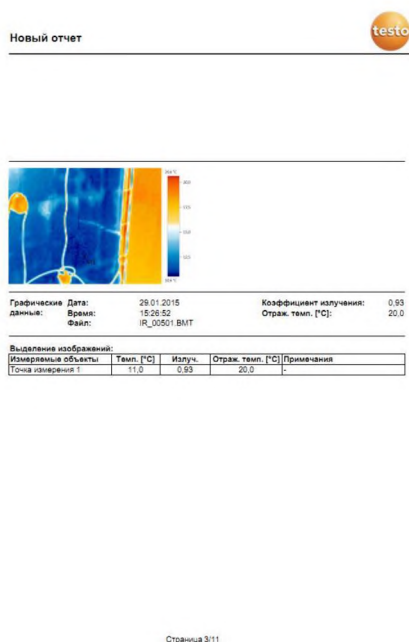 testo
Новый отчет
Графические данные:
Дата: 29.01.2015
Время: 15:26:52
Файл: IR_00501.BMT
Коэффициент излучения: 0,93
Отраж. темп. [°C]: 20,0
Выделение изображений:
Измеряемые объекты Темп. [°C] Излуч. Отраж. темп. [°C] Примечания
Точка измерения 1 11,0 0,93 20,0 -
Страница 3/11